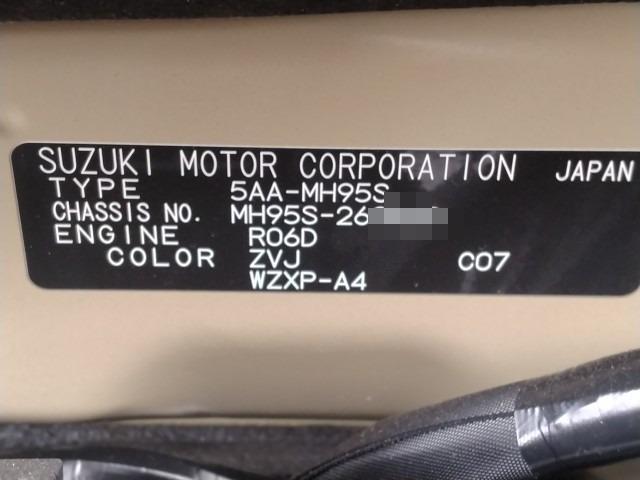 SUZUKI MOTOR CORPORATION JAPAN
TYPE 5AA-MH95S
CHASSIS NO. MH95S-26
ENGINE R06D
COLOR ZVJ C07
WZXP-A4